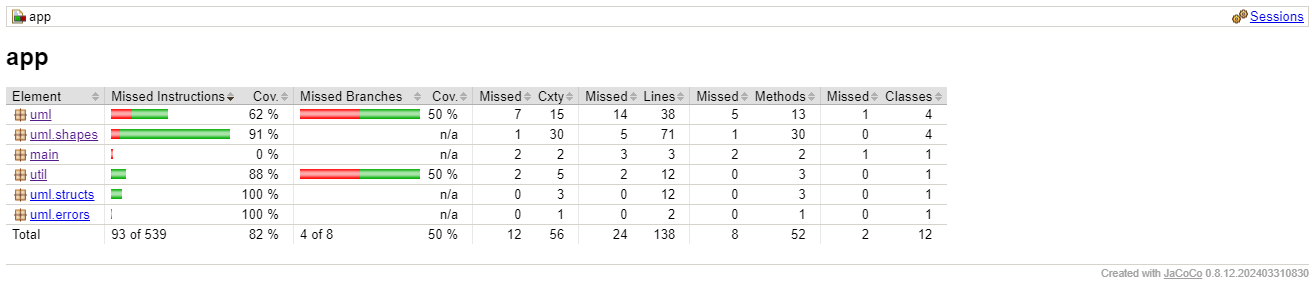 app Sessions
app
Element Missed Instructions Cov. Missed Branches Cov. Missed Cxty Missed Lines Missed Methods Missed Classes
uml 62 % 50 % 7 15 14 38 5 13 1 4
uml.shapes 91 % n/a 1 30 5 71 1 30 0 4
main 0 % n/a 2 2 3 3 2 2 1 1
util 88 % 50 % 2 5 2 12 0 3 0 1
uml.structs 100 % n/a 0 3 0 12 0 3 0 1
uml.errors 100 % n/a 0 1 0 2 0 1 0 1
Total 93 of 539 82 % 4 of 8 50 % 12 56 24 138 8 52 2 12
Created with JaCoCo 0.8.12.202403310830